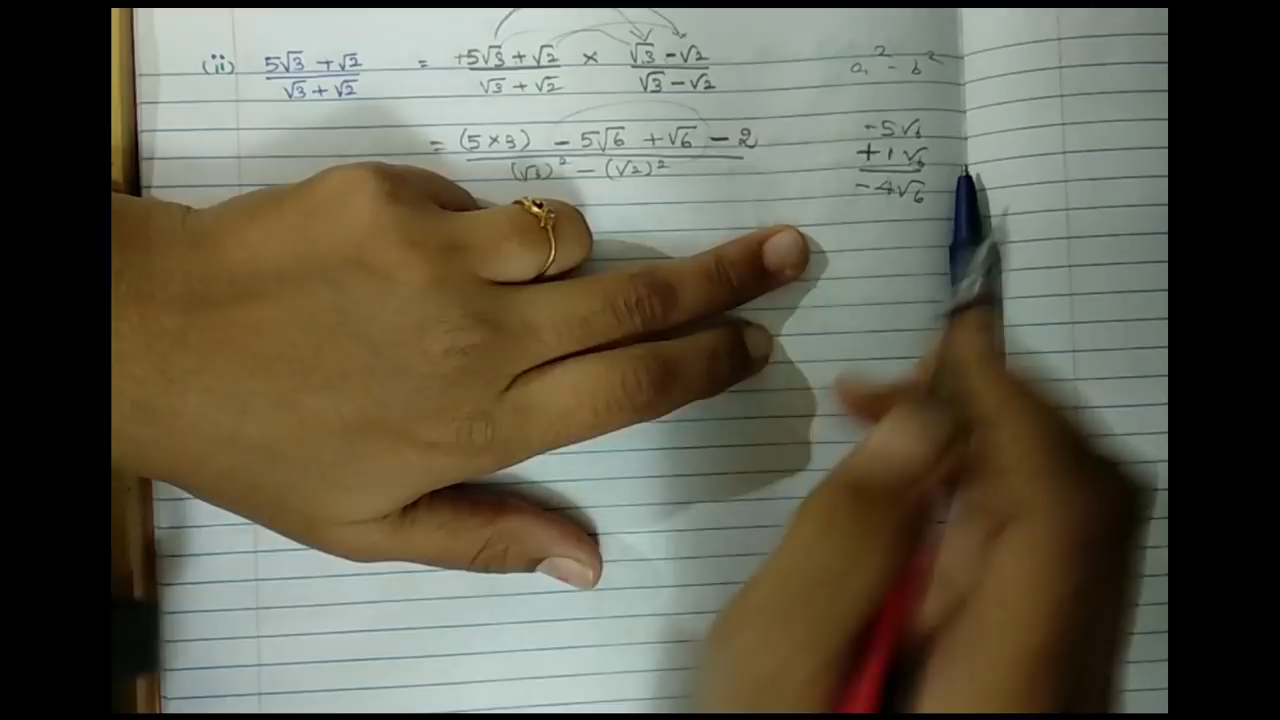 (ii) 5√3 + √2 / √3 + √2 = +5√3 + √2 / √3 + √2 × √3 - √2 / √3 - √2
a² - b²
= (5×3) - 5√6 + √6 - 2 / (√3)² - (√2)²
-5√6
+1√6
-4√6